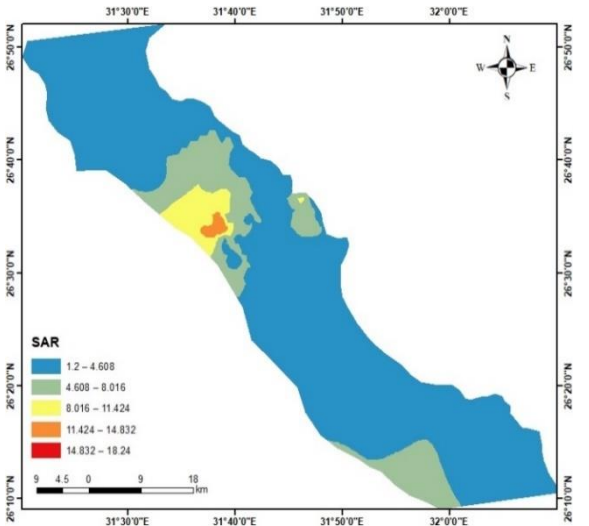 31°30'0"E 31°40'0"E 31°50'0"E 32°0'0"E
26°50'0"N 26°50'0"N
N
W E
S
26°40'0"N 26°40'0"N
26°30'0"N 26°30'0"N
SAR
1.2 – 4.608
4.608 – 8.016
26°20'0"N 26°20'0"N
8.016 – 11.424
11.424 – 14.832
14.832 – 18.24
9 4.5 0 9 18
km
26°10'0"N 26°10'0"N
31°30'0"E 31°40'0"E 31°50'0"E 32°0'0"E